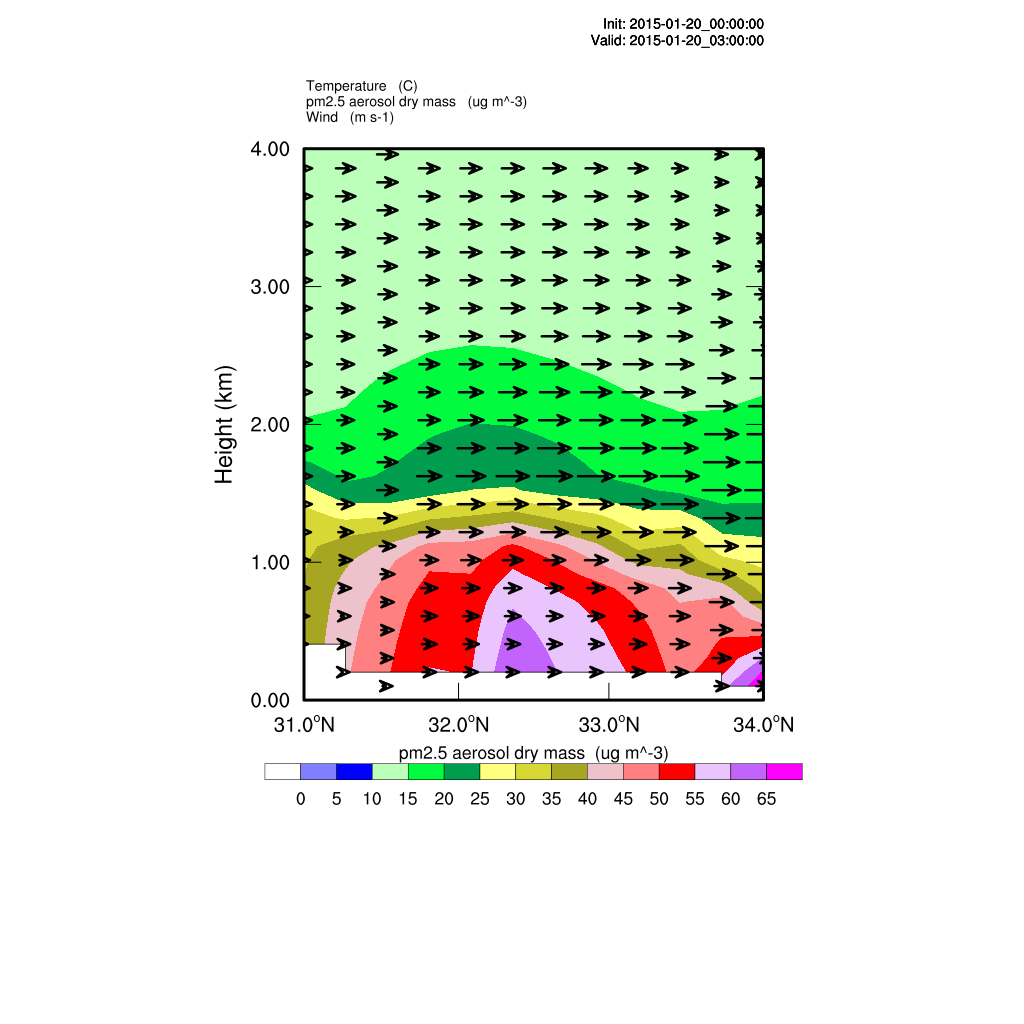 Init: 2015-01-20_00:00:00
Valid: 2015-01-20_03:00:00
Temperature (C)
pm2.5 aerosol dry mass (ug m^-3)
Wind (m s-1)
4.00
3.00
2.00
1.00
0.00
Height (km)
31.0°N 32.0°N 33.0°N 34.0°N
pm2.5 aerosol dry mass (ug m^-3)
0 5 10 15 20 25 30 35 40 45 50 55 60 65